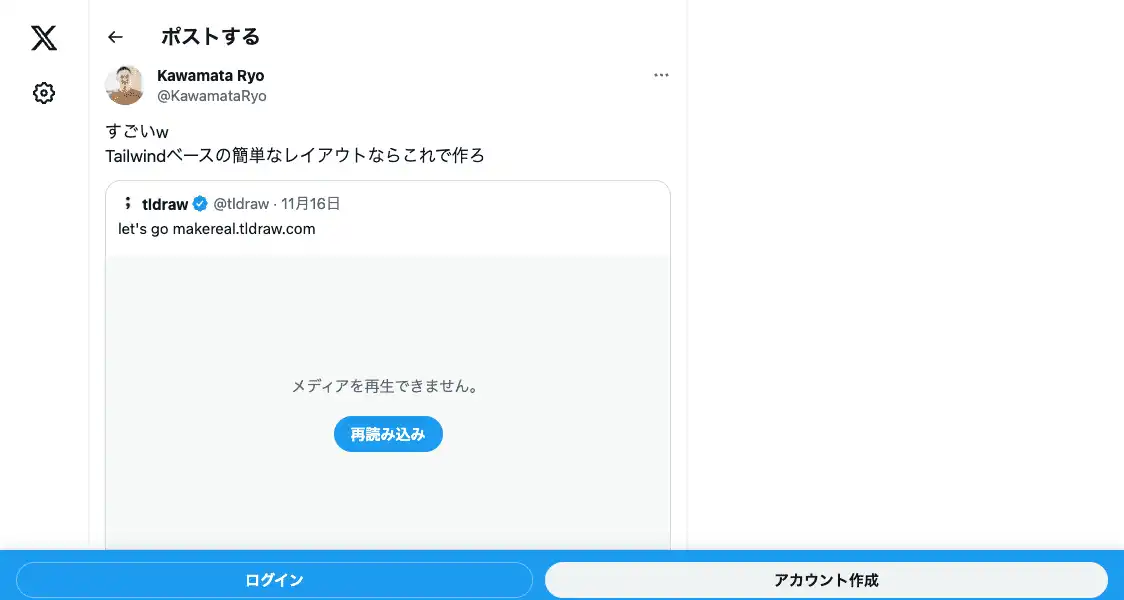 ポストする
Kawamata Ryo
@KawamataRyo
すごいw
Tailwindベースの簡単なレイアウトならこれで作ろ
tldraw @tldraw · 11月16日
let's go makereal.tldraw.com
メディアを再生できません。
再読み込み
ログイン
アカウント作成